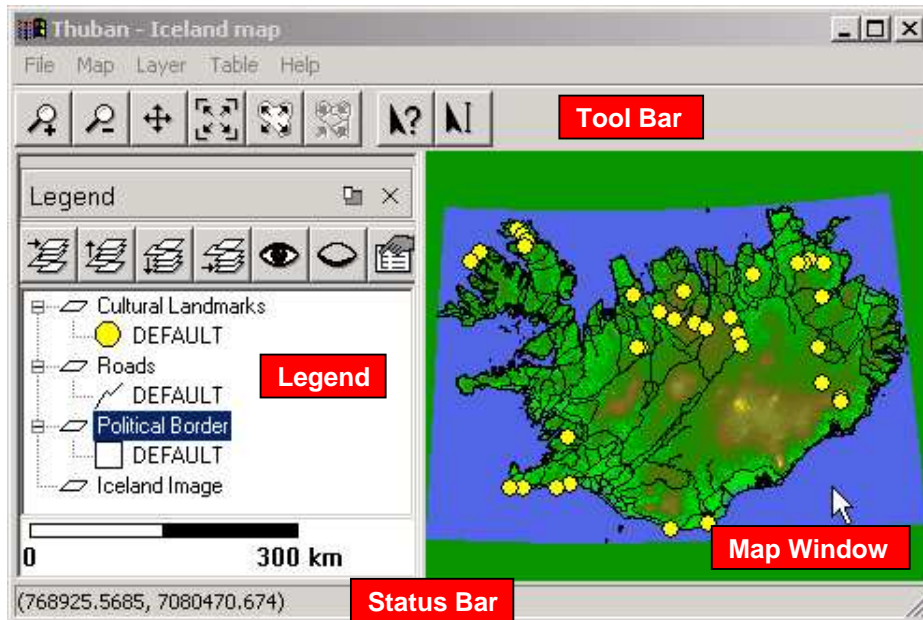 Thuban - Iceland map
File Map Layer Table Help
? Tool Bar
Legend
Cultural Landmarks
DEFAULT
Legend
Roads
DEFAULT
Political Border
DEFAULT
Iceland Image
0 300 km
Map Window
(768925.5685, 7080470.674) Status Bar